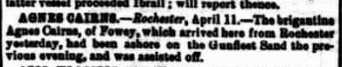 latter vessel proceeded Ibrail; will report thence.
AGNES CAIRNS.—Rochester, April 11.—The brigantine
Agnes Cairns, of Fowey, which arrived here from Rochester
yesterday, had been ashore on the Gunfleet Sand the pre-
vious evening, and was assisted off.